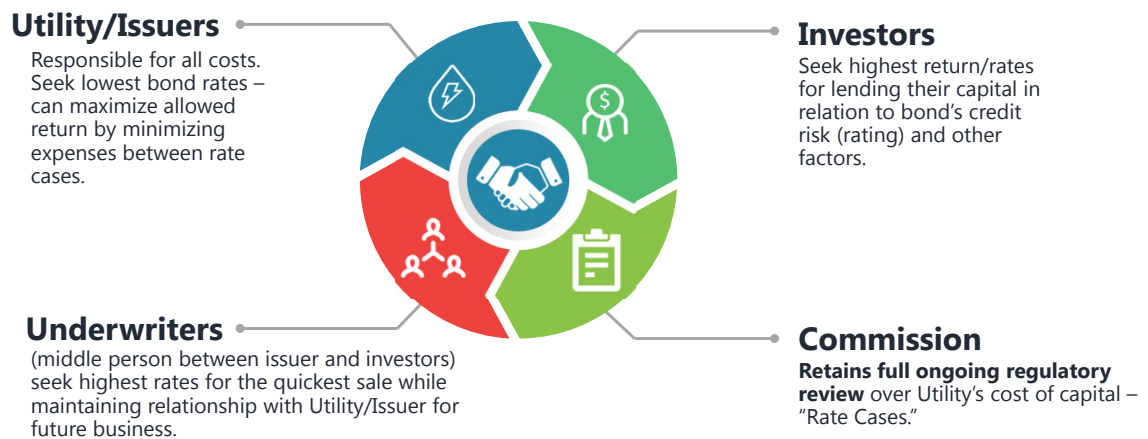 Utility/Issuers
Responsible for all costs.
Seek lowest bond rates –
can maximize allowed
return by minimizing
expenses between rate
cases.
Investors
Seek highest return/rates
for lending their capital in
relation to bond's credit
risk (rating) and other
factors.
$
Underwriters
(middle person between issuer and investors)
seek highest rates for the quickest sale while
maintaining relationship with Utility/Issuer for
future business.
Commission
Retains full ongoing regulatory
review over Utility's cost of capital –
“Rate Cases.”